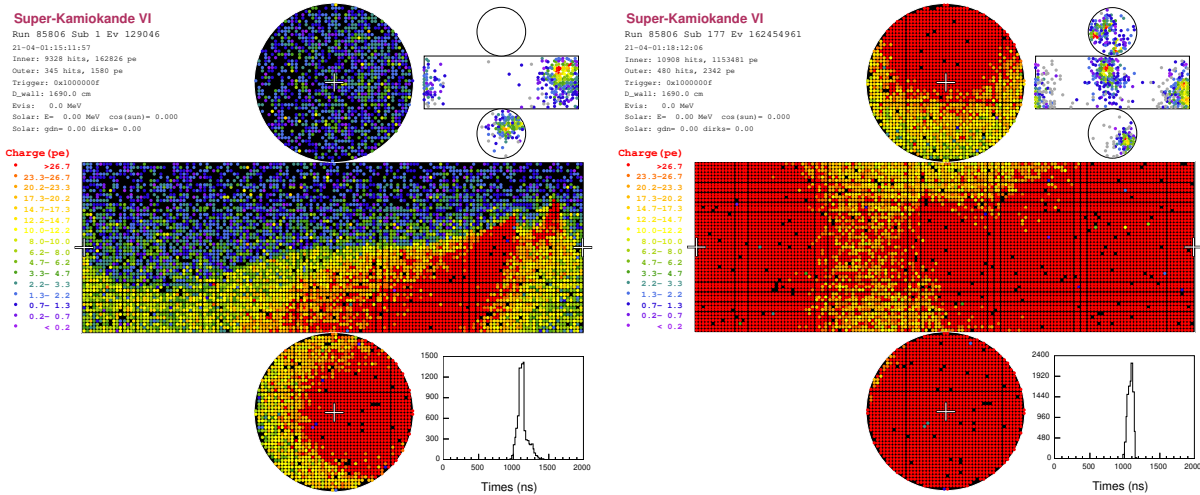 Super-Kamiokande VI
Run 85806 Sub 1 Ev 129046
21-04-01:15:11:57
Inner: 9328 hits, 162826 pe
Outer: 345 hits, 1580 pe
Trigger: 0x1000000f
D_wall: 1690.0 cm
Evis:   0.0 MeV
Solar: E=  0.00 MeV  cos(sun)= 0.000
Solar: gdn= 0.00 dirks= 0.00
Charge(pe)
>26.7
23.3-26.7
20.2-23.3
17.3-20.2
14.7-17.3
12.2-14.7
10.0-12.2
8.0-10.0
6.2- 8.0
4.7- 6.2
3.3- 4.7
2.2- 3.3
1.3- 2.2
0.7- 1.3
0.2- 0.7
< 0.2
1500
1200
900
600
300
0
0 500 1000 1500 2000
Times (ns)
Super-Kamiokande VI
Run 85806 Sub 177 Ev 162454961
21-04-01:18:12:06
Inner: 10908 hits, 1153481 pe
Outer: 480 hits, 2342 pe
Trigger: 0x1000000f
D_wall: 1690.0 cm
Evis:   0.0 MeV
Solar: E=  0.00 MeV  cos(sun)= 0.000
Solar: gdn= 0.00 dirks= 0.00
Charge(pe)
>26.7
23.3-26.7
20.2-23.3
17.3-20.2
14.7-17.3
12.2-14.7
10.0-12.2
8.0-10.0
6.2- 8.0
4.7- 6.2
3.3- 4.7
2.2- 3.3
1.3- 2.2
0.7- 1.3
0.2- 0.7
< 0.2
2400
1920
1440
960
480
0
0 500 1000 1500 2000
Times (ns)